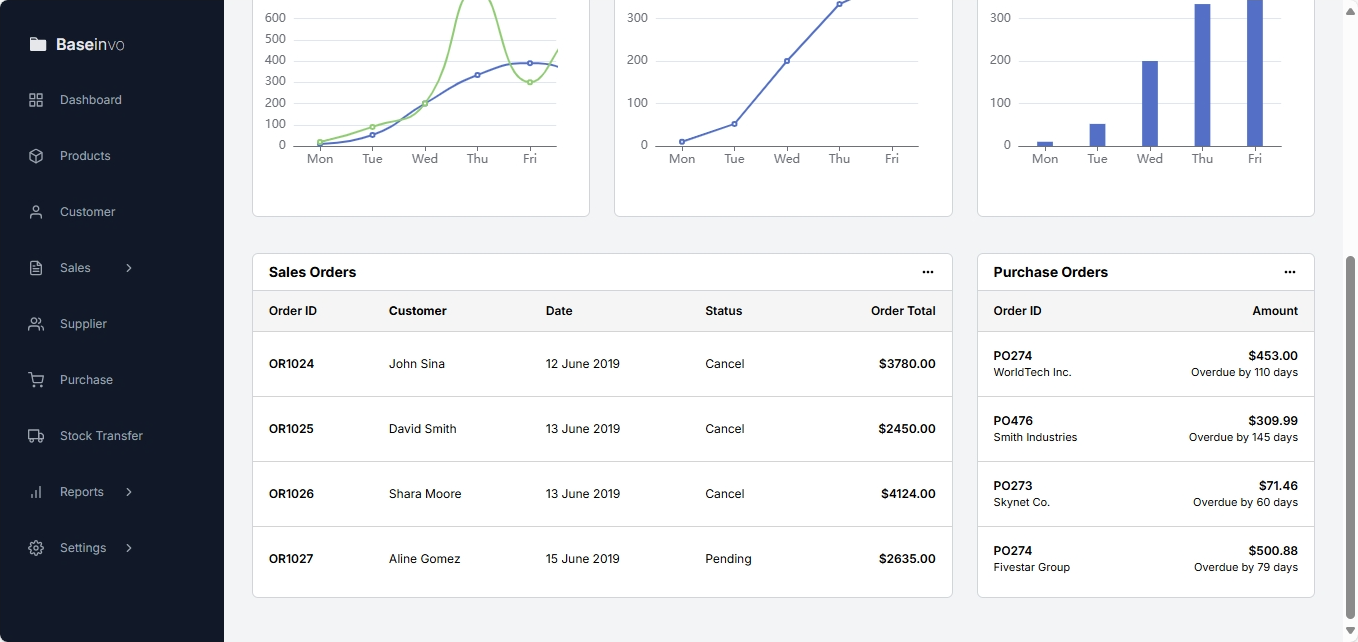 Baseinvo
Dashboard
Products
Customer
Sales
Supplier
Purchase
Stock Transfer
Reports
Settings
600
500
400
300
200
100
0
Mon Tue Wed Thu Fri
300
200
100
0
Mon Tue Wed Thu Fri
300
200
100
0
Mon Tue Wed Thu Fri
Sales Orders
Order ID Customer Date Status Order Total
OR1024 John Sina 12 June 2019 Cancel $3780.00
OR1025 David Smith 13 June 2019 Cancel $2450.00
OR1026 Shara Moore 13 June 2019 Cancel $4124.00
OR1027 Aline Gomez 15 June 2019 Pending $2635.00
Purchase Orders
Order ID Amount
PO274 $453.00
WorldTech Inc. Overdue by 110 days
PO476 $309.99
Smith Industries Overdue by 145 days
PO273 $71.46
Skynet Co. Overdue by 60 days
PO274 $500.88
Fivestar Group Overdue by 79 days